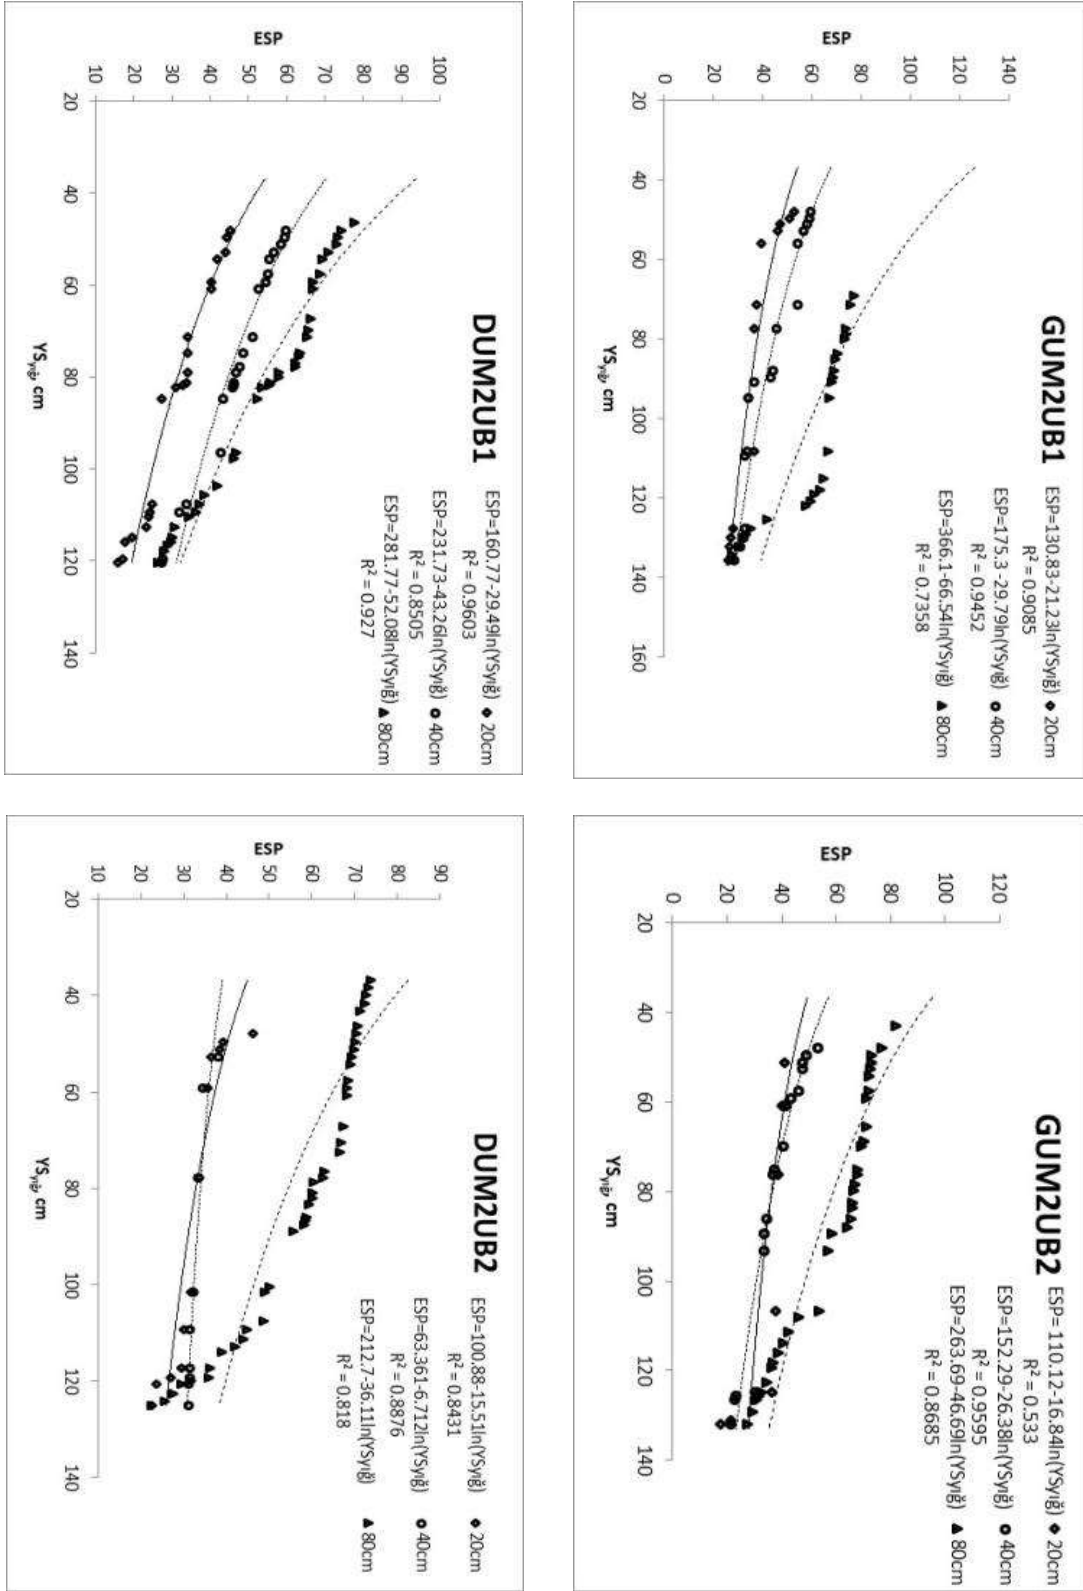 GUM2UB1
ESP=130.83-21.23ln(YSyığ) 20cm
R² = 0.9085
ESP=175.3 -29.79ln(YSyığ) 40cm
R² = 0.9452
ESP=366.1-66.54ln(YSyığ) 80cm
R² = 0.7358
ESP
140
120
100
80
60
40
20
0
20 40 60 80 100 120 140 160
YSyığ, cm
GUM2UB2
ESP= 110.12-16.84ln(YSyığ) 20cm
R² = 0.533
ESP=152.29-26.38ln(YSyığ) 40cm
R² = 0.9595
ESP=263.69-46.69ln(YSyığ) 80cm
R² = 0.8685
ESP
120
100
80
60
40
20
0
20 40 60 80 100 120 140
YSyığ, cm
DUM2UB1
ESP=160.77-29.49ln(YSyığ) 20cm
R² = 0.9603
ESP=231.73-43.26ln(YSyığ) 40cm
R² = 0.8505
ESP=281.77-52.08ln(YSyığ) 80cm
R² = 0.927
ESP
100
90
80
70
60
50
40
30
20
10
20 40 60 80 100 120 140
YSyığ, cm
DUM2UB2
ESP=100.88-15.51ln(YSyığ) 20cm
R² = 0.8431
ESP=63.361-6.712ln(YSyığ) 40cm
R² = 0.8876
ESP=212.7-36.11ln(YSyığ) 80cm
R² = 0.818
ESP
90
80
70
60
50
40
30
20
10
20 40 60 80 100 120 140
YSyığ, cm